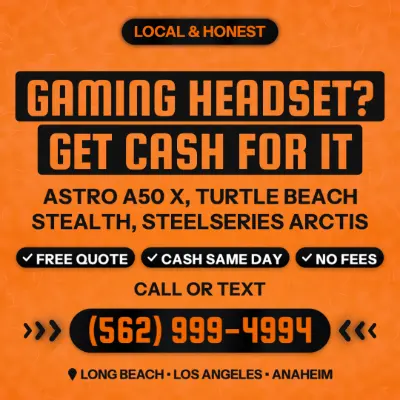 LOCAL & HONEST
GAMING HEADSET?
GET CASH FOR IT
ASTRO A50 X, TURTLE BEACH
STEALTH, STEELSERIES ARCTIS
✓ FREE QUOTE ✓ CASH SAME DAY ✓ NO FEES
CALL OR TEXT
(562) 999-4994
LONG BEACH • LOS ANGELES • ANAHEIM